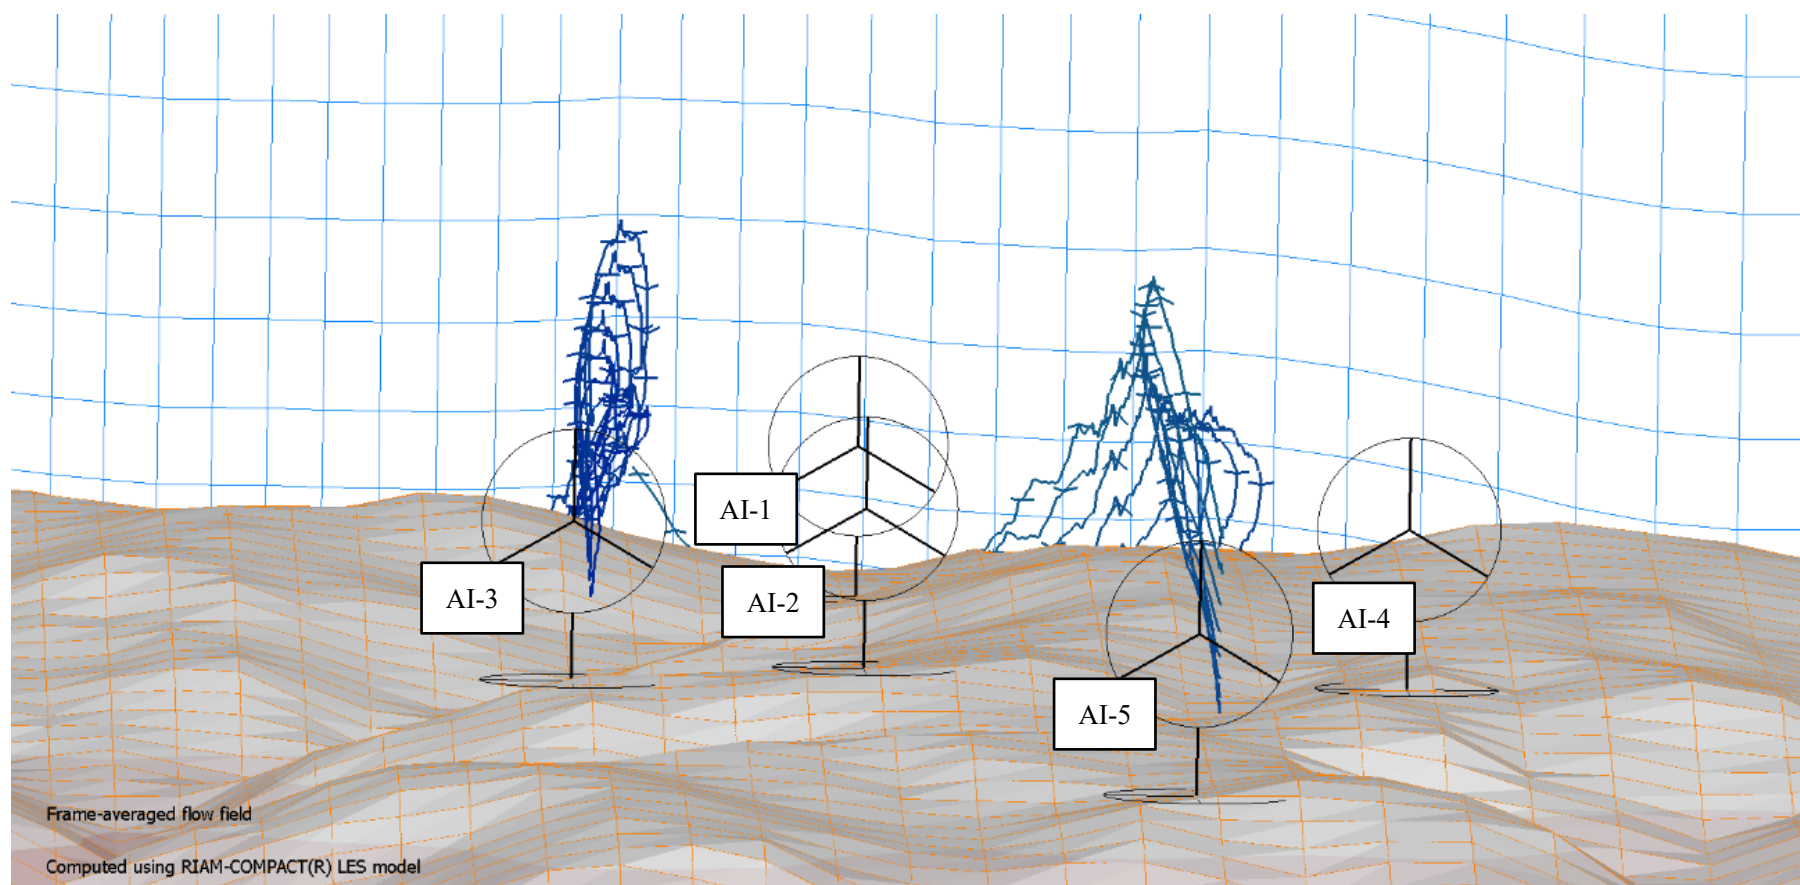 AI-1
AI-3
AI-2
AI-4
AI-5
Frame-averaged flow field
Computed using RIAM-COMPACT(R) LES model